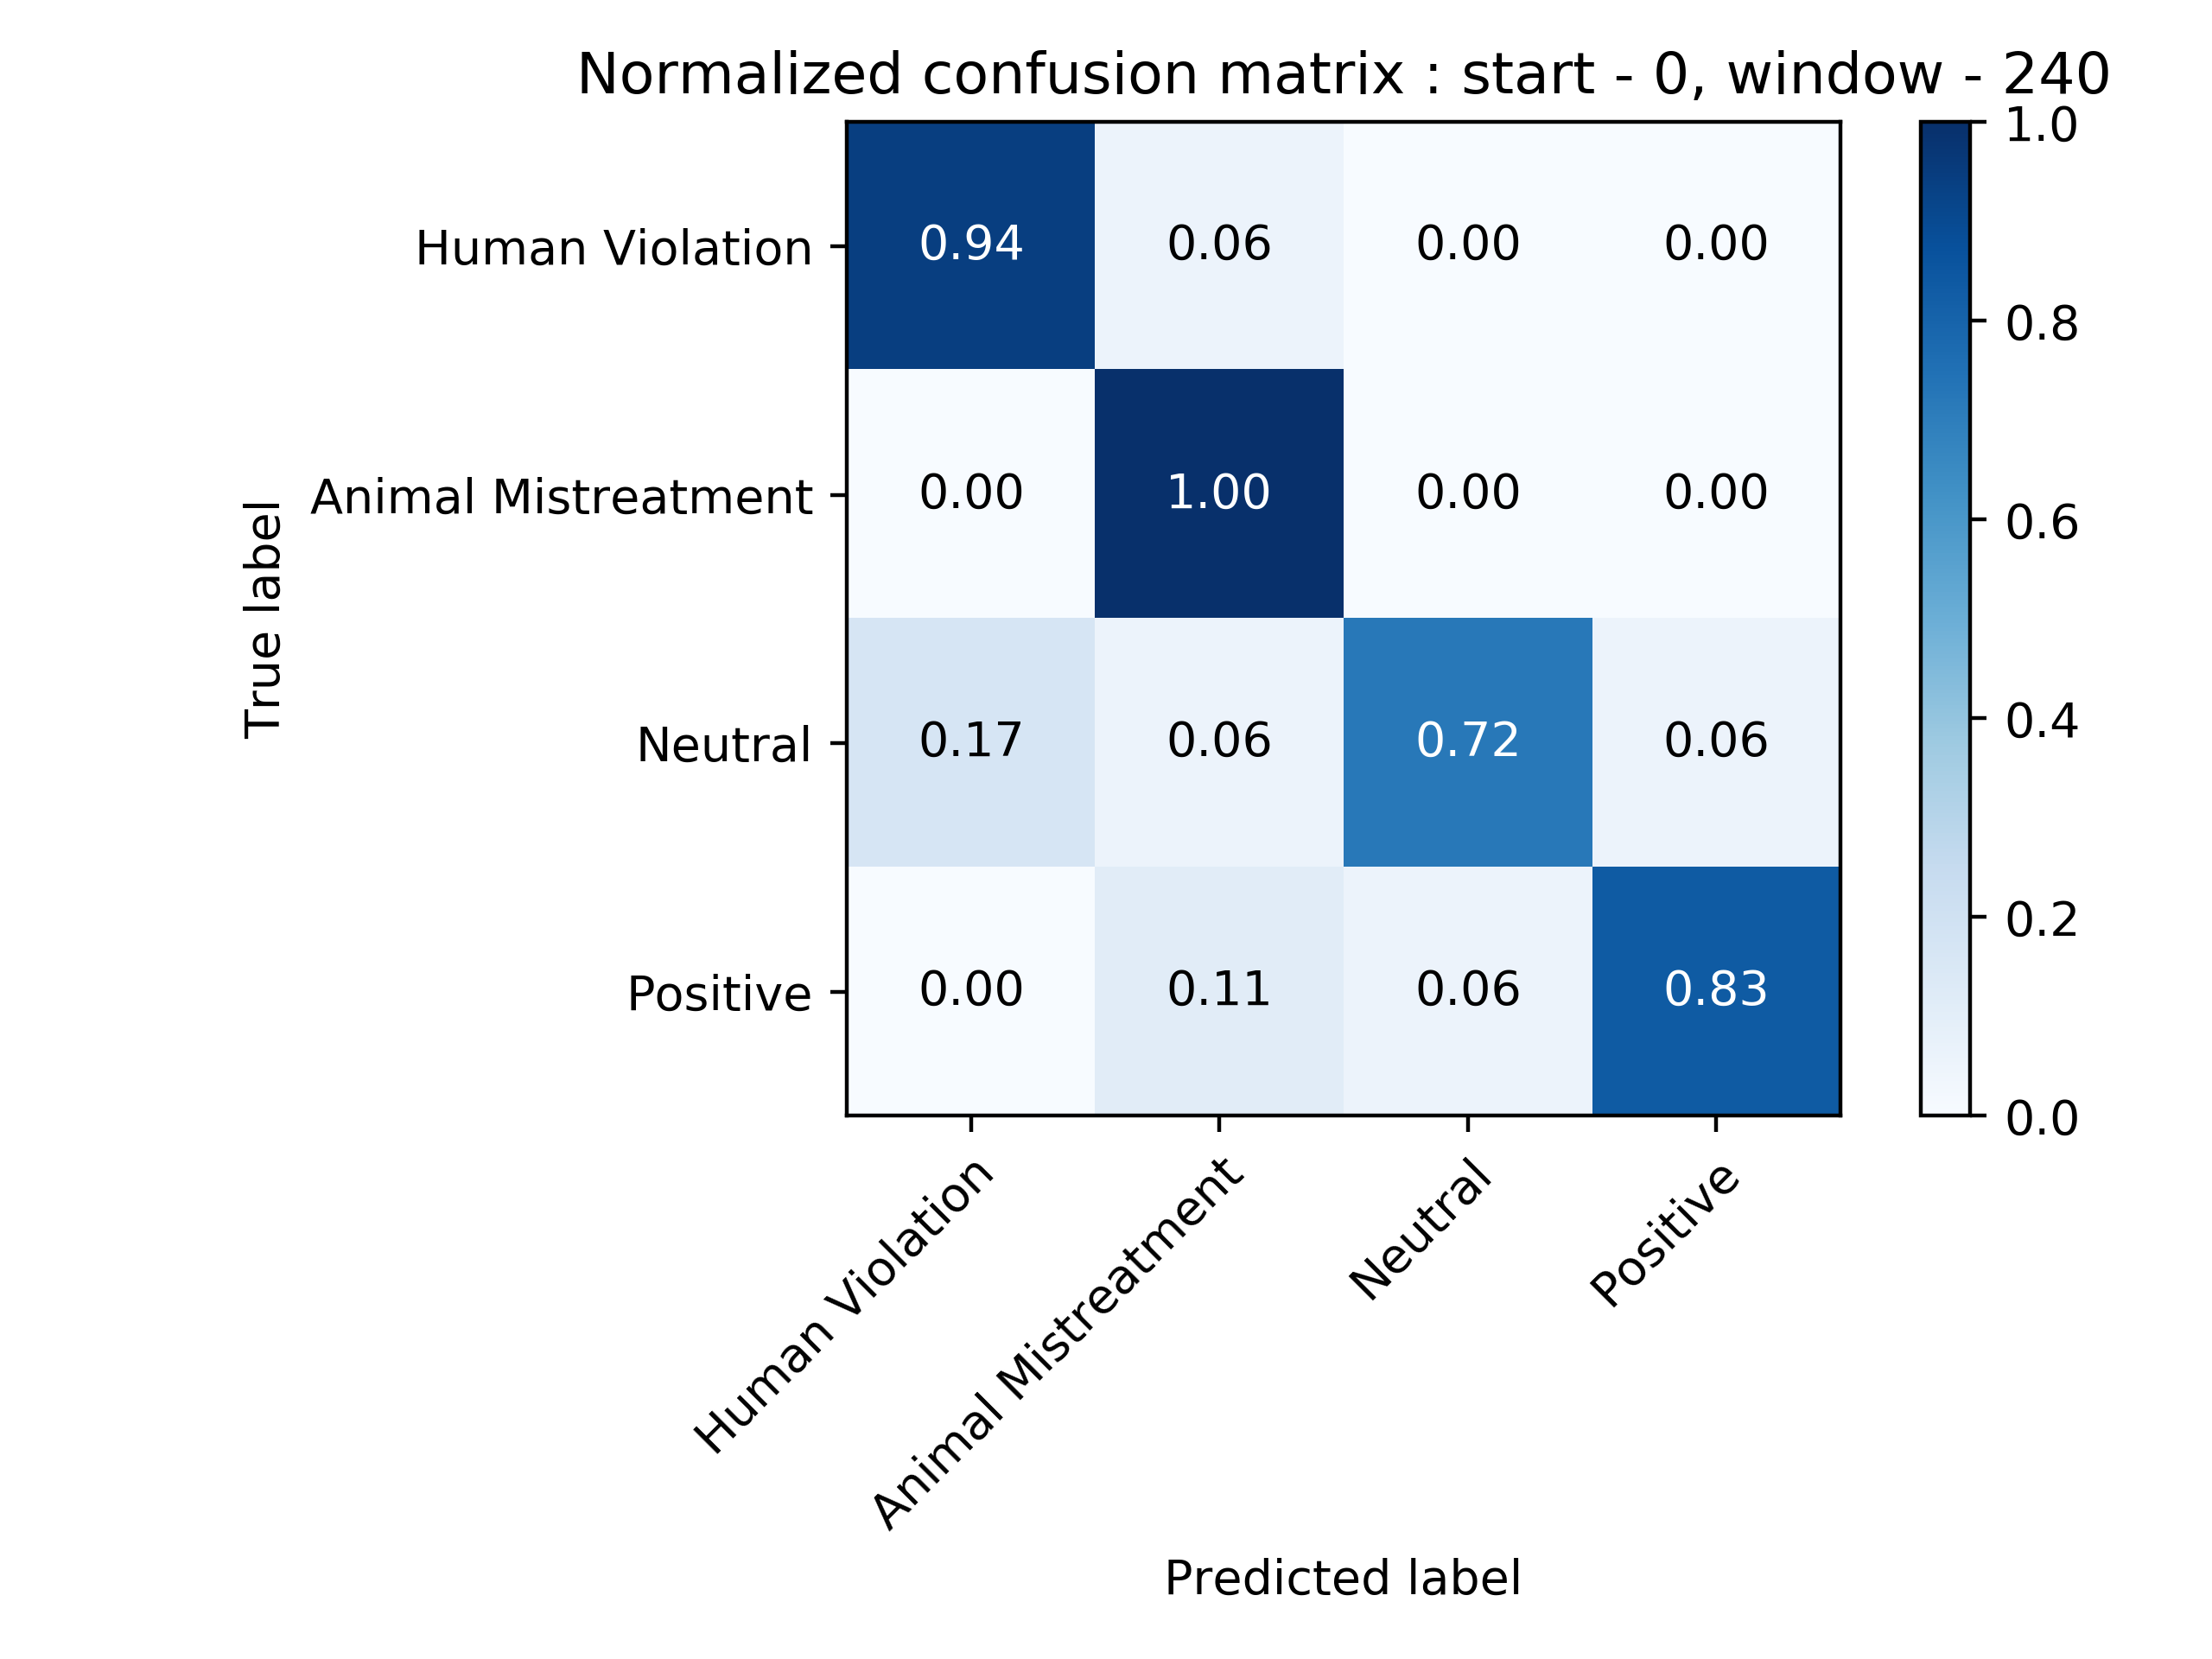 Normalized confusion matrix : start - 0, window - 240
True label
Human Violation
Animal Mistreatment
Neutral
Positive
0.94 0.06 0.00 0.00
0.00 1.00 0.00 0.00
0.17 0.06 0.72 0.06
0.00 0.11 0.06 0.83
1.0
0.8
0.6
0.4
0.2
0.0
Human Violation
Animal Mistreatment
Neutral
Positive
Predicted label